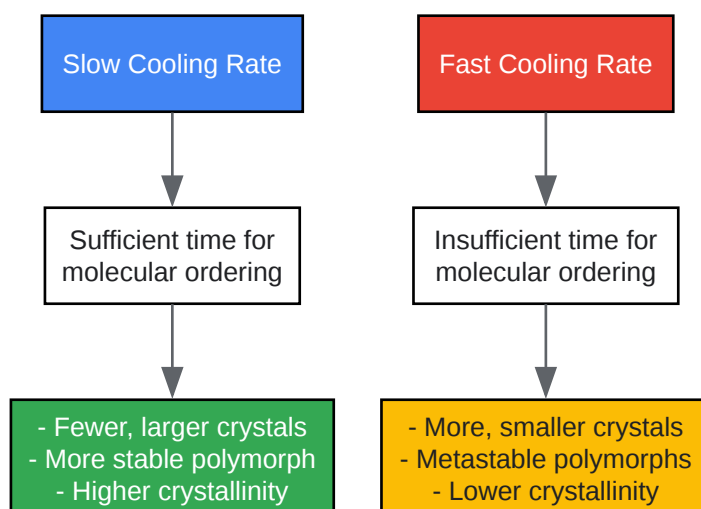 Slow Cooling Rate
Fast Cooling Rate
Sufficient time for
molecular ordering
Insufficient time for
molecular ordering
- Fewer, larger crystals
- More stable polymorph
- Higher crystallinity
- More, smaller crystals
- Metastable polymorphs
- Lower crystallinity